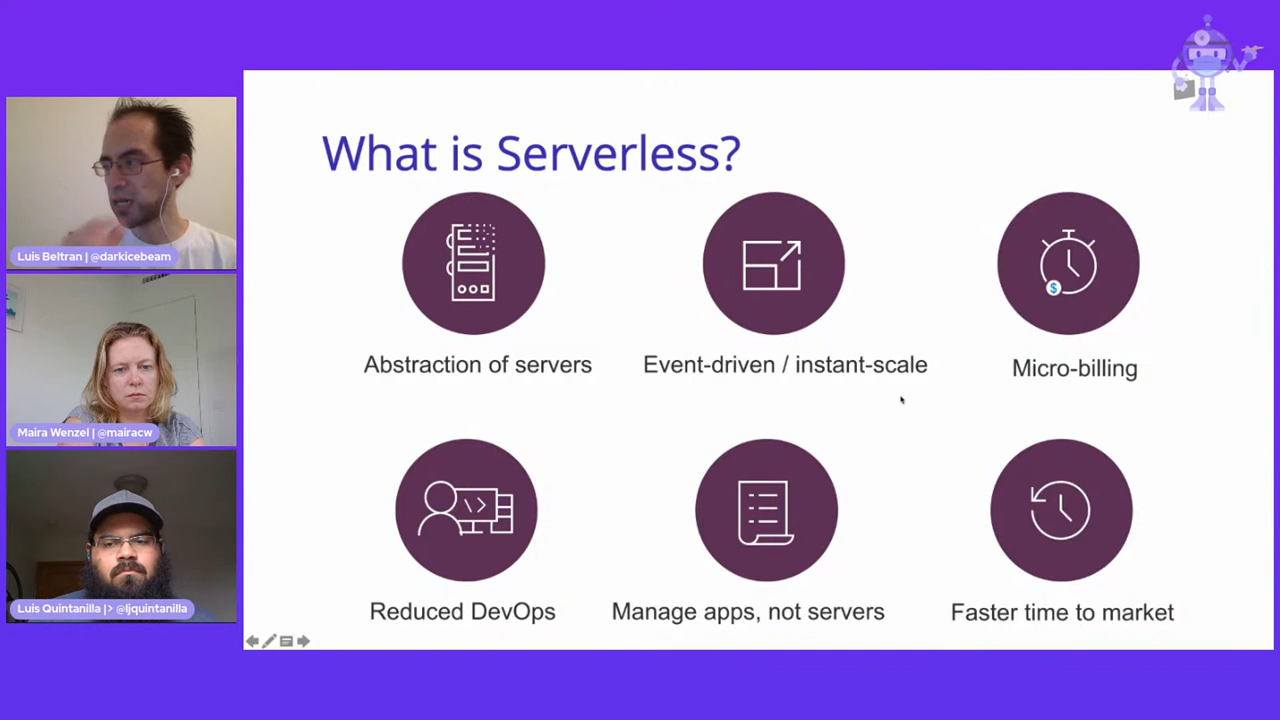 What is Serverless?
Abstraction of servers
Event-driven / instant-scale
$
Micro-billing
Reduced DevOps
Manage apps, not servers
Faster time to market
Luis Beltran | @darkicebeam
Maira Wenzel | @mairacw
Luis Quintanilla |> @ljquintanilla